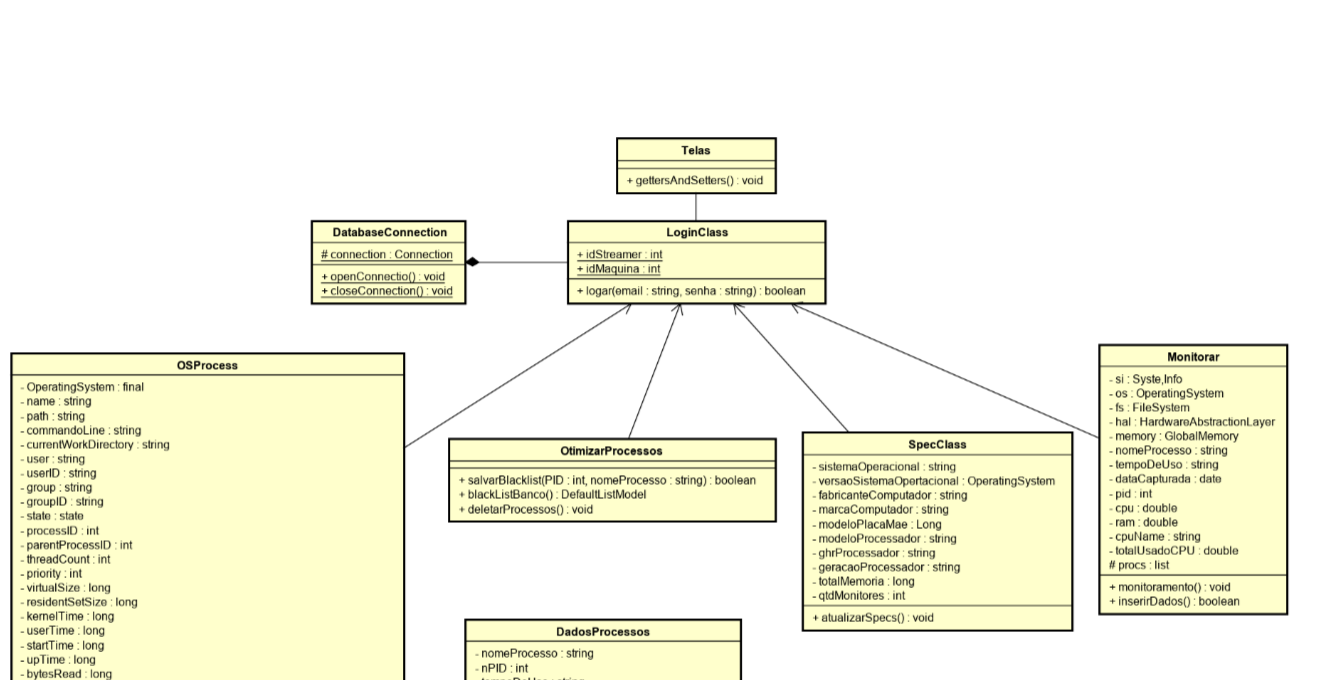 Telas
+ gettersAndSetters() : void
DatabaseConnection
# connection : Connection
+ openConnectio() : void
+ closeConnection() : void
LoginClass
+ idStreamer : int
+ idMaquina : int
+ logar(email : string, senha : string) : boolean
OSProcess
- OperatingSystem : final
- name : string
- path : string
- commandoLine : string
- currentWorkDirectory : string
- user : string
- userID : string
- group : string
- groupID : string
- state : state
- processID : int
- parentProcessID : int
- threadCount : int
- priority : int
- virtualSize : long
- residentSetSize : long
- kernelTime : long
- userTime : long
- startTime : long
- upTime : long
- bytesRead : long
OtimizarProcessos
+ salvarBlacklist(PID : int, nomeProcesso : string) : boolean
+ blackListBanco() : DefaultListModel
+ deletarProcessos() : void
SpecClass
- sistemaOperacional : string
- versaoSistemaOpertacional : OperatingSystem
- fabricanteComputador : string
- marcaComputador : string
- modeloPlacaMae : Long
- modeloProcessador : string
- ghrProcessador : string
- geracaoProcessador : string
- totalMemoria : long
- qtdMonitores : int
+ atualizarSpecs() : void
Monitorar
- si : Syste,Info
- os : OperatingSystem
- fs : FileSystem
- hal : HardwareAbstractionLayer
- memory : GlobalMemory
- nomeProcesso : string
- tempoDeUso : string
- dataCapturada : date
- pid : int
- cpu : double
- ram : double
- cpuName : string
- totalUsadoCPU : double
# procs : list
+ monitoramento() : void
+ inserirDados() : boolean
DadosProcessos
- nomeProcesso : string
- nPID : int